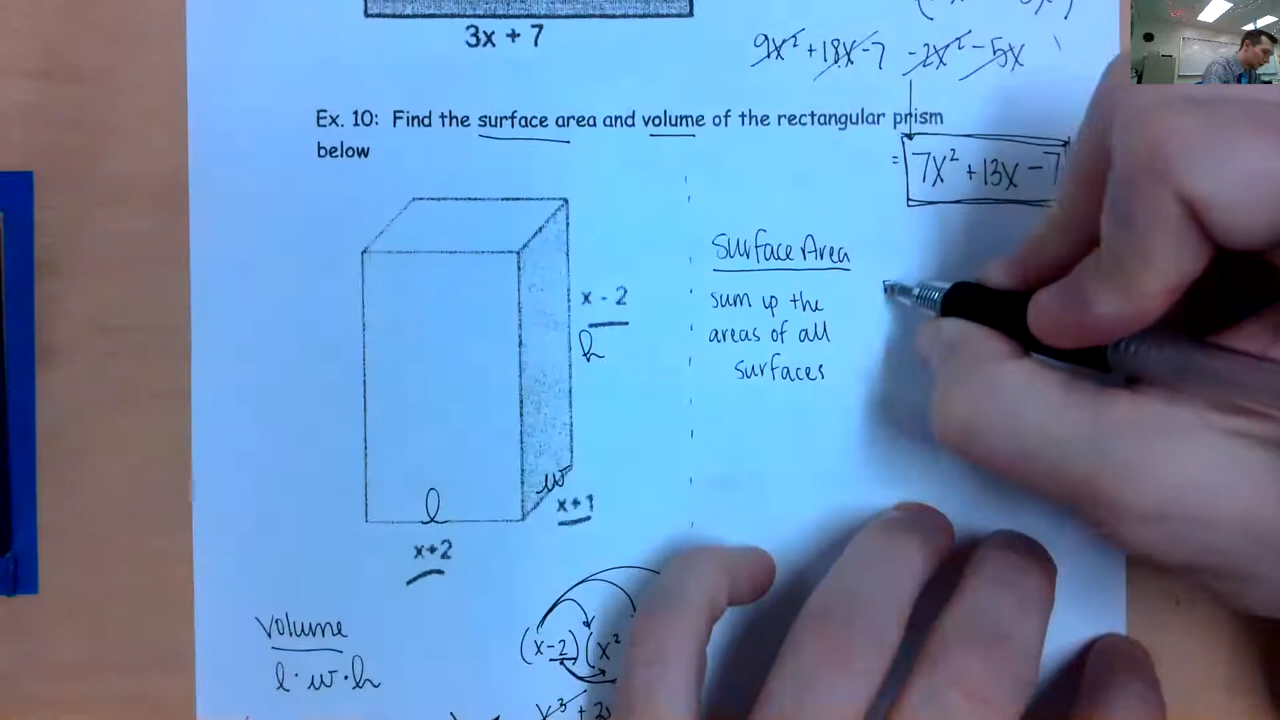 3x + 7
9x² + 18x - 7 - 2x² - 5x
Ex. 10: Find the surface area and volume of the rectangular prism
below
= 7x² + 13x - 7
Surface Area
sum up the
areas of all
surfaces
x - 2
h
w
x+1
l
x+2
Volume
l · w · h
(x-2)(x²
x³ + 2